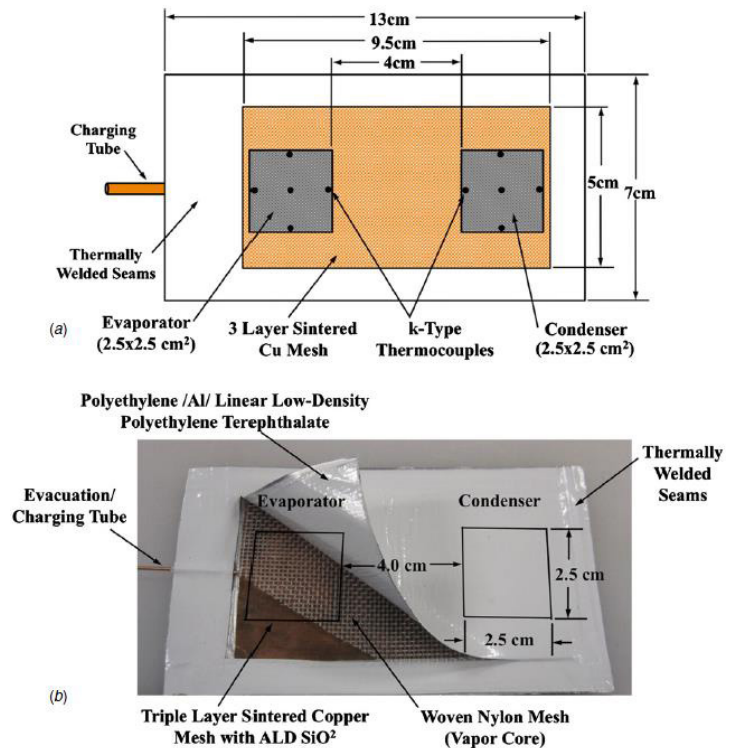 13cm
9.5cm
4cm
Charging
Tube
5cm
7cm
Thermally
Welded Seams
Evaporator
(2.5x2.5 cm²)
3 Layer Sintered
Cu Mesh
k-Type
Thermocouples
Condenser
(2.5x2.5 cm²)
(a)
Polyethylene /Al/ Linear Low-Density
Polyethylene Terephthalate
Thermally
Welded
Seams
Evacuation/
Charging Tube
Evaporator
Condenser
4.0 cm
2.5 cm
2.5 cm
(b)
Triple Layer Sintered Copper
Mesh with ALD SiO²
Woven Nylon Mesh
(Vapor Core)